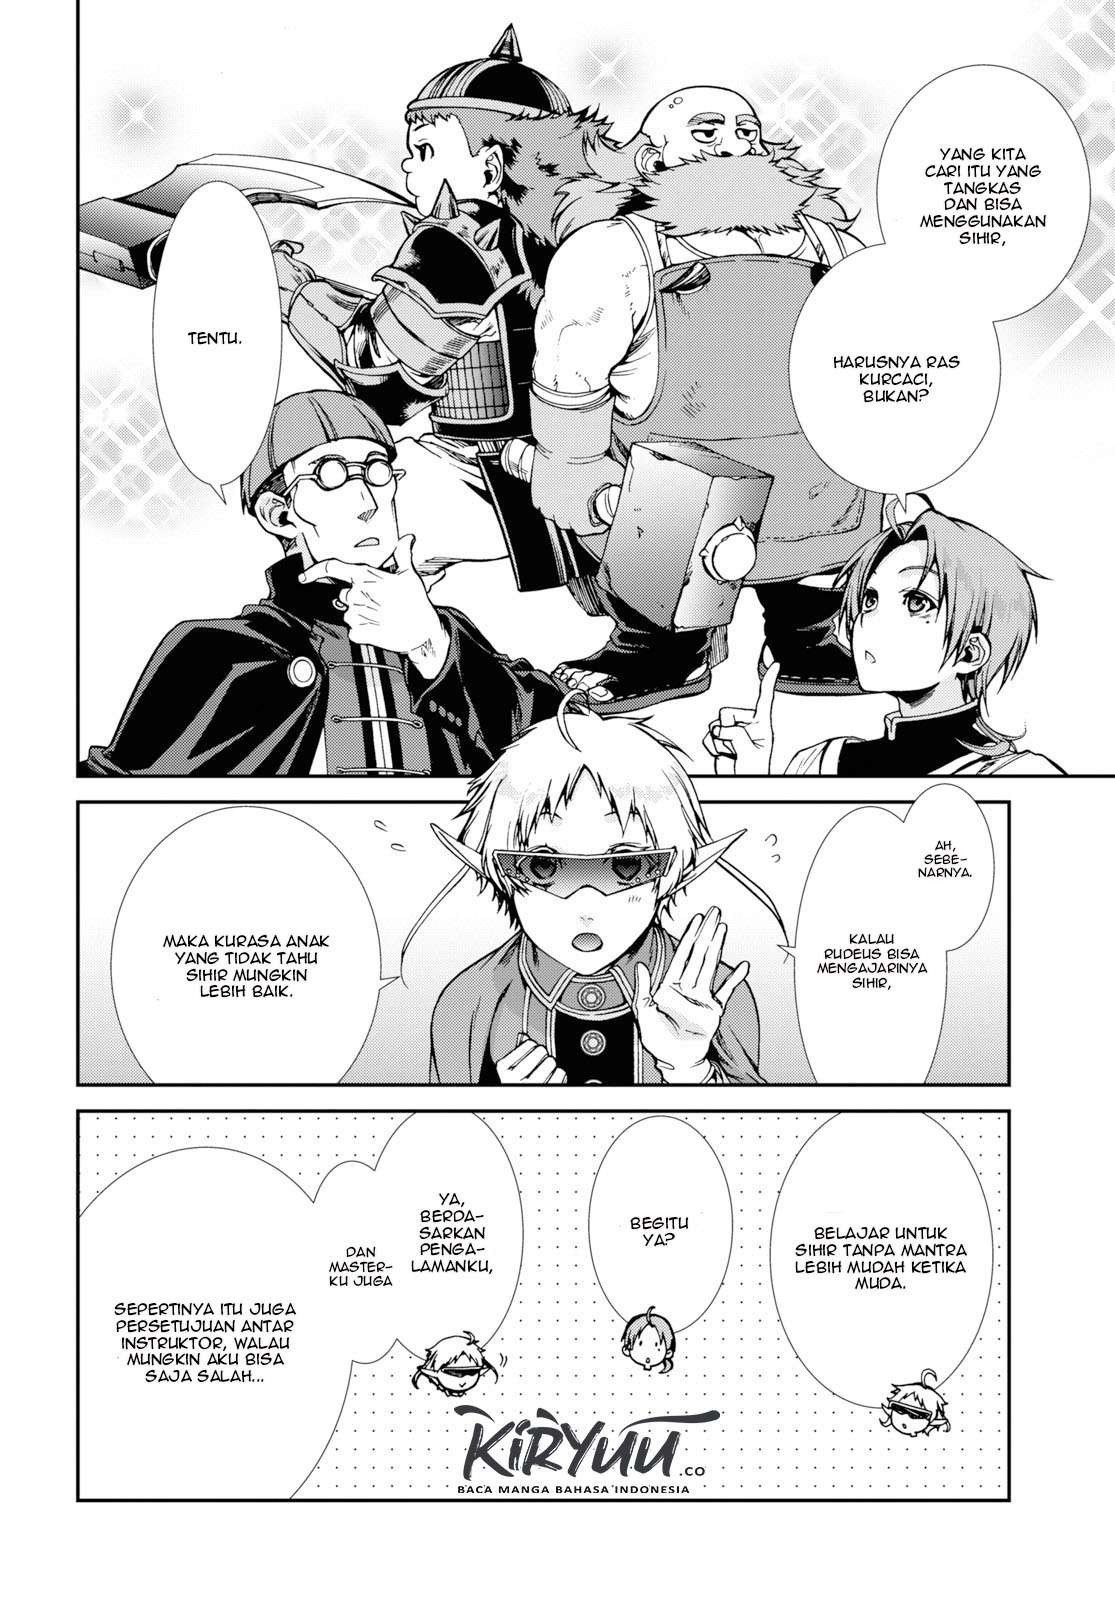 YANG KITA
CARI ITU YANG
TANGKAS
DAN BISA
MENGGUNAKAN
SIHIR,
HARUSNYA RAS
KURCACI,
BUKAN?
TENTU.
AH,
SEBE-
NARNYA.
KALAU
RUDEUS BISA
MENGAJARINYA
SIHIR,
MAKA KURASA ANAK
YANG TIDAK TAHU
SIHIR MUNGKIN
LEBIH BAIK.
BELAJAR UNTUK
SIHIR TANPA MANTRA
LEBIH MUDAH KETIKA
MUDA.
BEGITU
YA?
YA,
BERDA-
SARKAN
PENGA-
LAMANKU,
DAN
MASTER-
KU JUGA
SEPERTINYA ITU JUGA
PERSETUJUAN ANTAR
INSTRUKTOR, WALAU
MUNGKIN AKU BISA
SAJA SALAH...
KIRYUU
.CO
BACA MANGA BAHASA INDONESIA